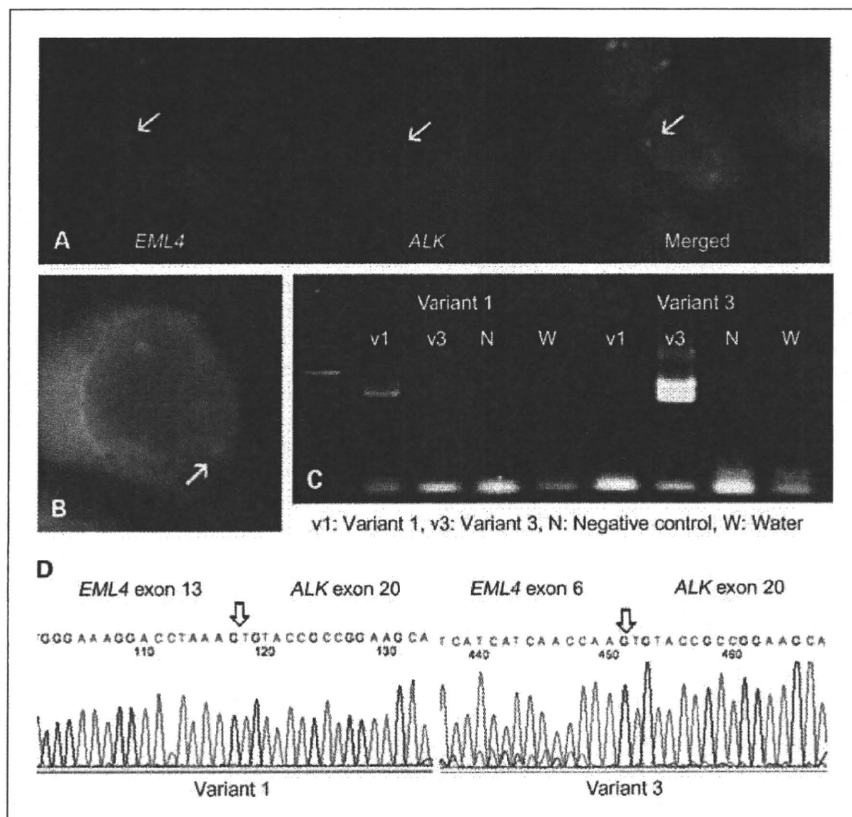 A
EML4
ALK
Merged
B
C
Variant 1
Variant 3
v1 v3 N W v1 v3 N W
v1: Variant 1, v3: Variant 3, N: Negative control, W: Water
D
EML4 exon 13
ALK exon 20
EML4 exon 6
ALK exon 20
TGGGAAAGGACCTAAAGTGTACCGCCGGAAGCA
110 120 130
TCATCATCAACCAAGTGTACCGCCGGAAGCA
440 450 460
Variant 1
Variant 3